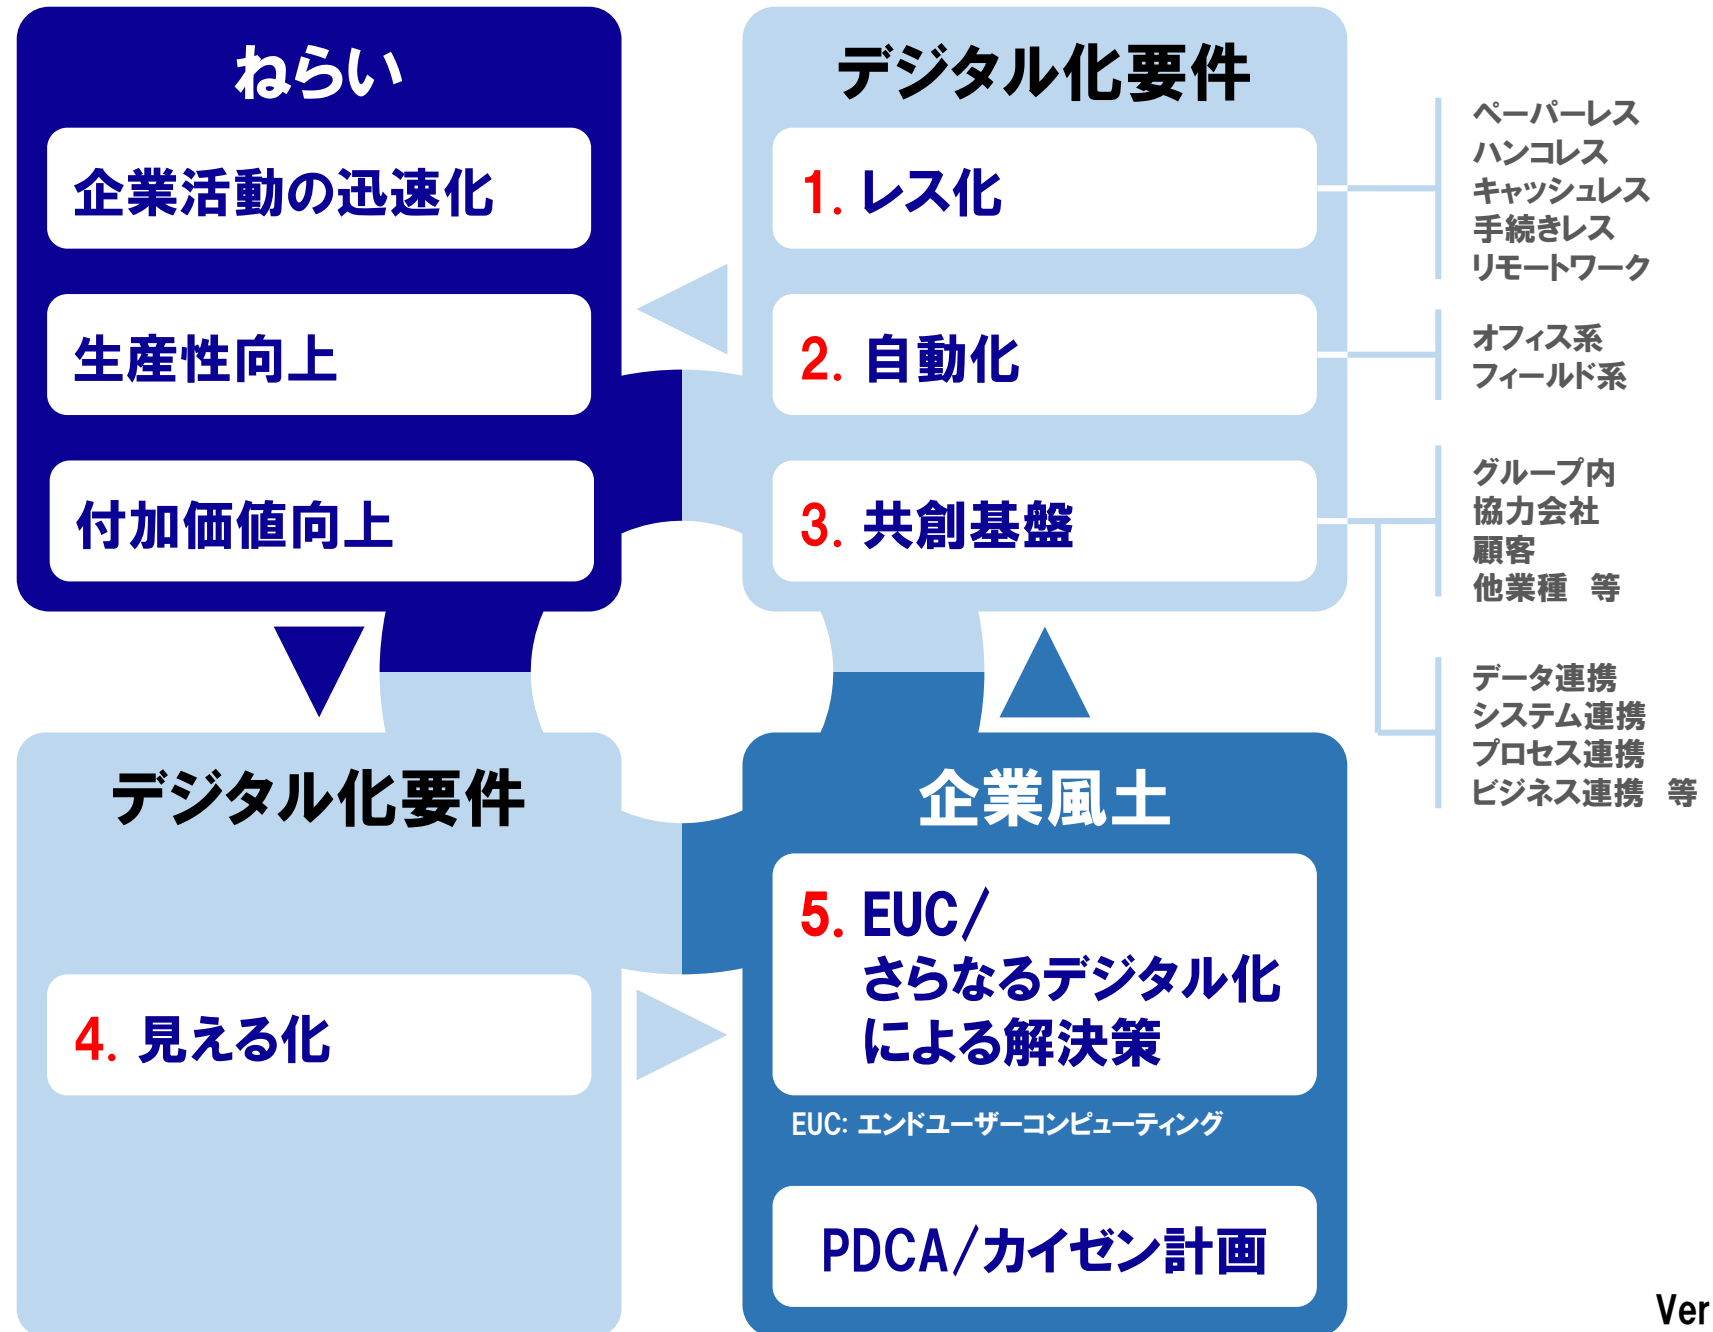 ねらい
企業活動の迅速化
生産性向上
付加価値向上
デジタル化要件
1. レス化
2. 自動化
3. 共創基盤
ペーパーレス
ハンコレス
キャッシュレス
手続きレス
リモートワーク
オフィス系
フィールド系
グループ内
協力会社
顧客
他業種　等
データ連携
システム連携
プロセス連携
ビジネス連携　等
デジタル化要件
4. 見える化
企業風土
5. EUC/
さらなるデジタル化
による解決策
EUC: エンドユーザーコンピューティング
PDCA/カイゼン計画
Ver